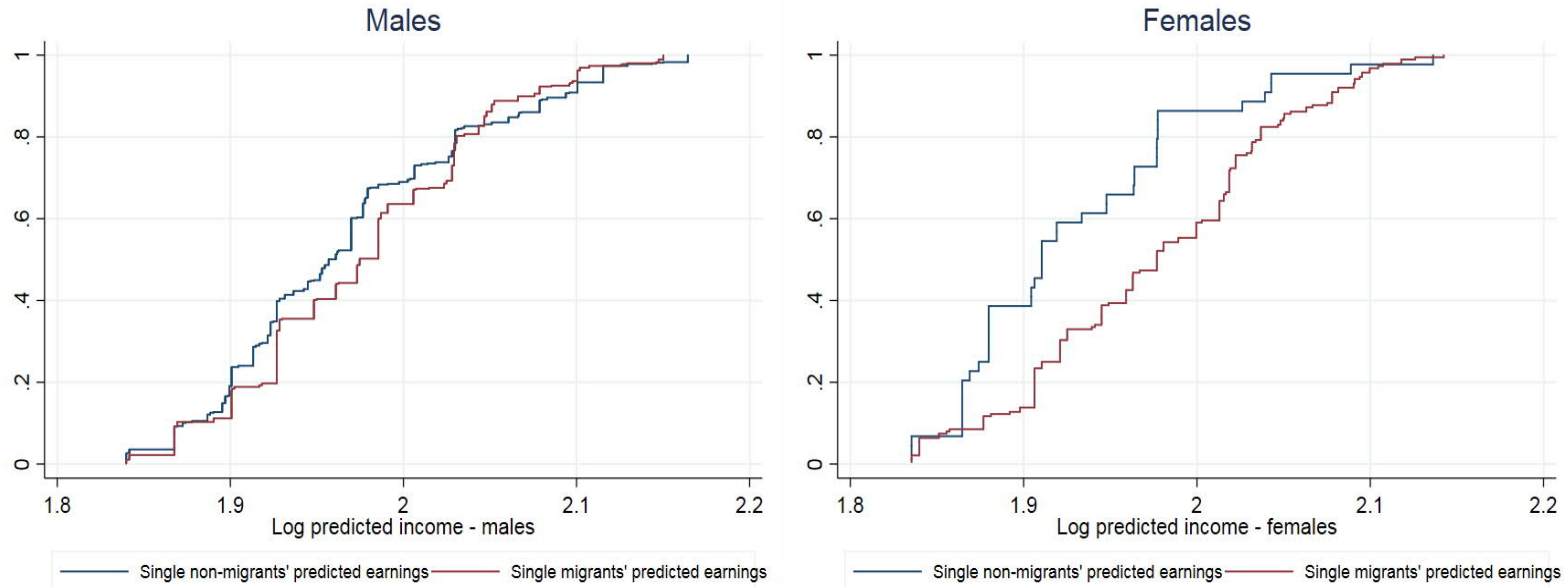 Males
1
.8
.6
.4
.2
0
1.8 1.9 2 2.1 2.2
Log predicted income - males
Single non-migrants' predicted earnings Single migrants' predicted earnings
Females
1
.8
.6
.4
.2
0
1.8 1.9 2 2.1 2.2
Log predicted income - females
Single non-migrants' predicted earnings Single migrants' predicted earnings